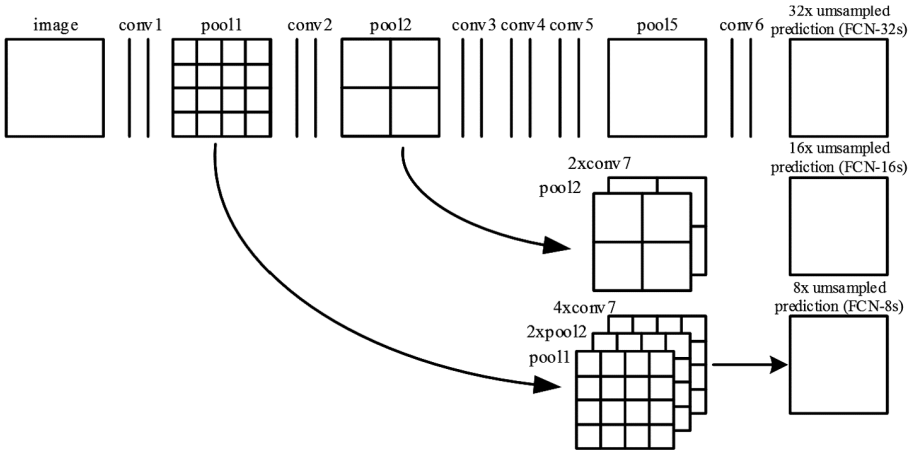 image
conv1
pool1
conv2
pool2
conv3
conv4
conv5
pool5
conv6
32x umsampled
prediction (FCN-32s)
16x umsampled
prediction (FCN-16s)
2xconv7
pool2
8x umsampled
prediction (FCN-8s)
4xconv7
2xpool2
pool1